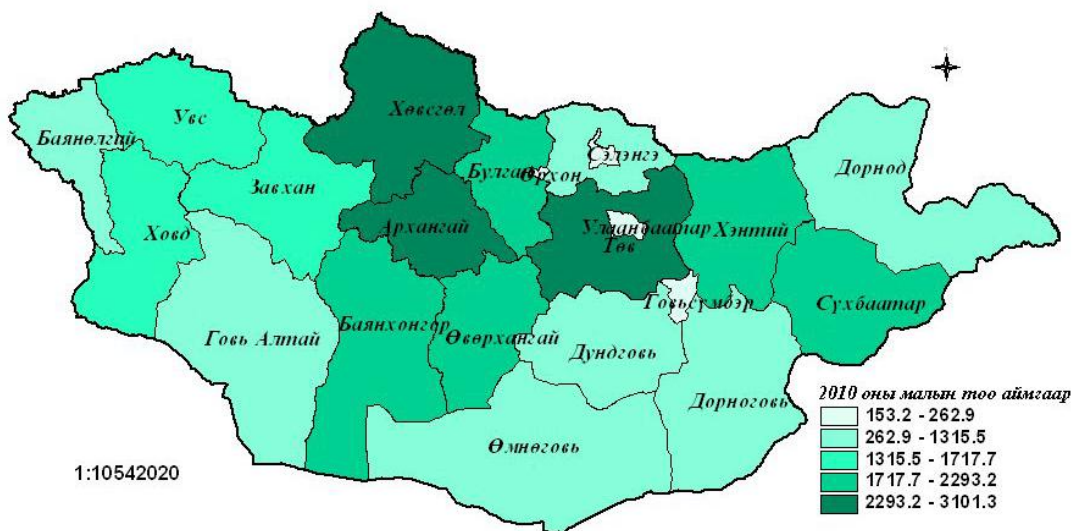 Увс
Хөвсгөл
Баянөлгий
Сэлэнгэ
Дорнод
Булган
Орхон
Завхан
Архангай
Улаанбаатар
Хэнтий
Ховд
Төв
Говьсүмбэр
Сүхбаатар
Говь Алтай
Баянхонгор
Өвөрхангай
Дундговь
Дорноговь
Өмнөговь
2010 оны малын тоо аймгаар
153.2 - 262.9
262.9 - 1315.5
1315.5 - 1717.7
1717.7 - 2293.2
2293.2 - 3101.3
1:10542020